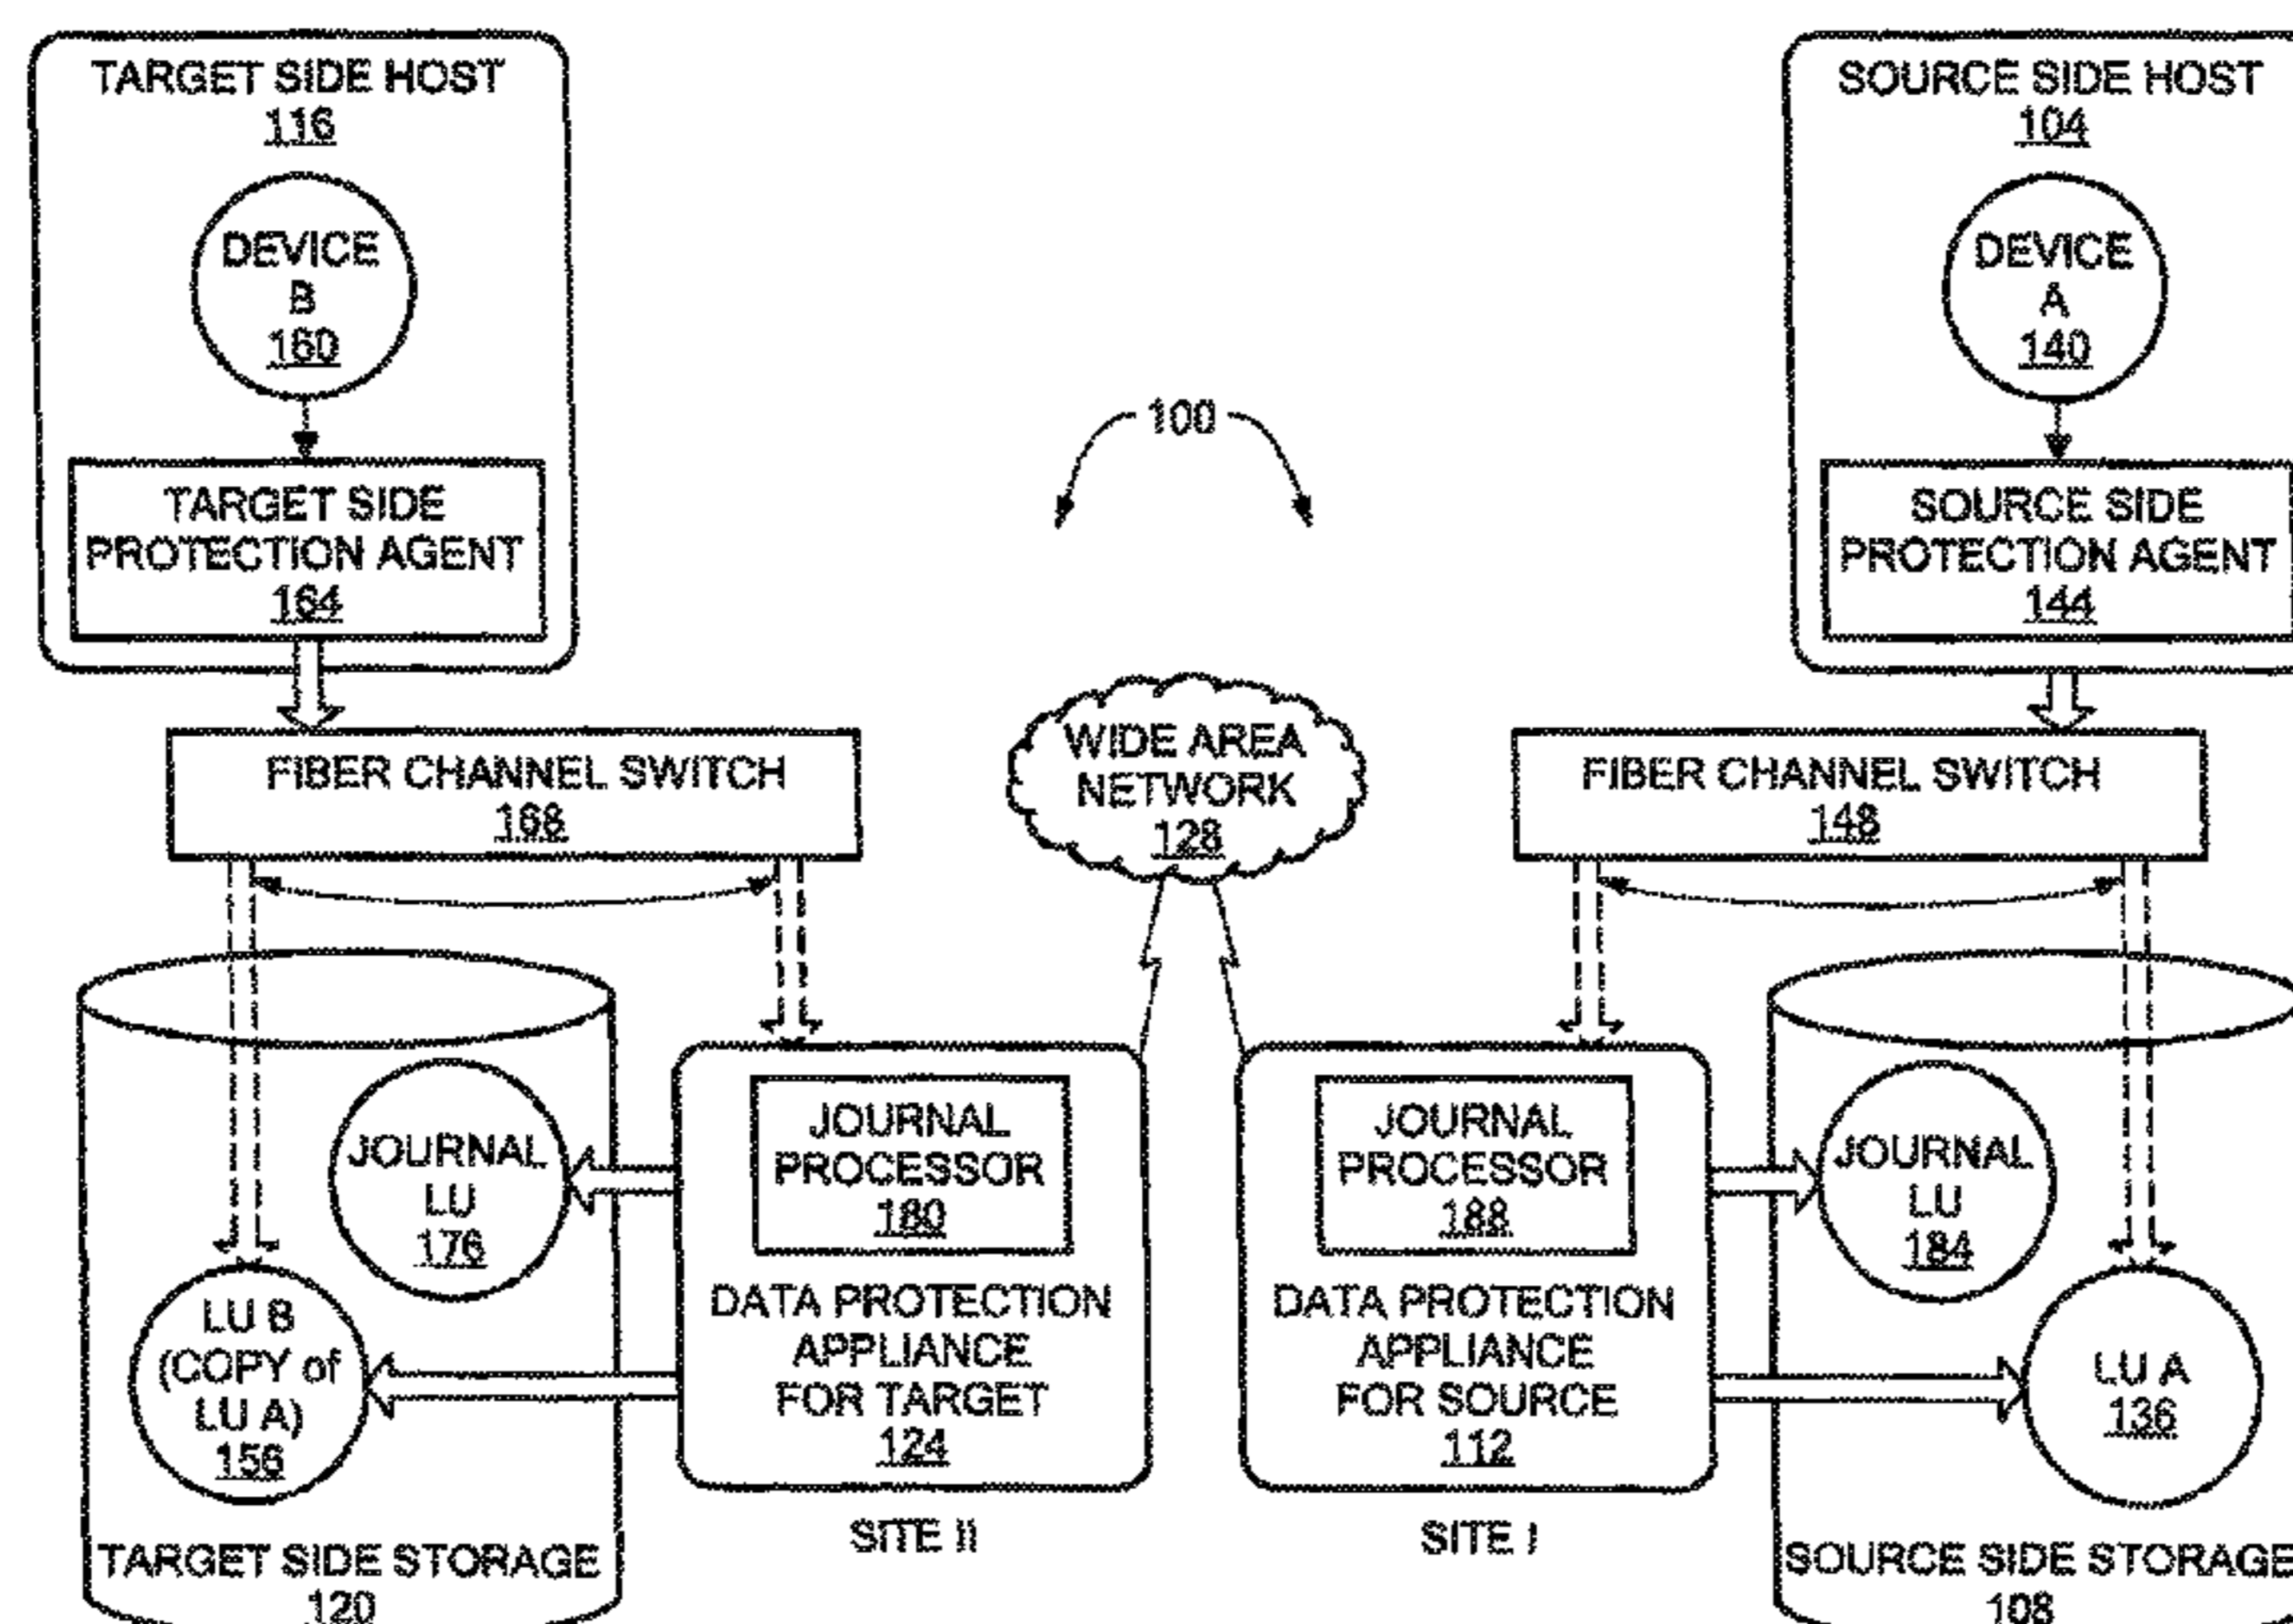 TARGET SIDE HOST
116
DEVICE
B
160
TARGET SIDE
PROTECTION AGENT
164
SOURCE SIDE HOST
104
DEVICE
A
140
SOURCE SIDE
PROTECTION AGENT
144
100
FIBER CHANNEL SWITCH
168
WIDE AREA
NETWORK
128
FIBER CHANNEL SWITCH
148
JOURNAL
LU
176
LU B
(COPY of
LU A)
156
TARGET SIDE STORAGE
120
JOURNAL
PROCESSOR
180
DATA PROTECTION
APPLIANCE
FOR TARGET
124
SITE II
JOURNAL
PROCESSOR
188
DATA PROTECTION
APPLIANCE
FOR SOURCE
112
SITE I
JOURNAL
LU
184
LU A
136
SOURCE SIDE STORAGE
108